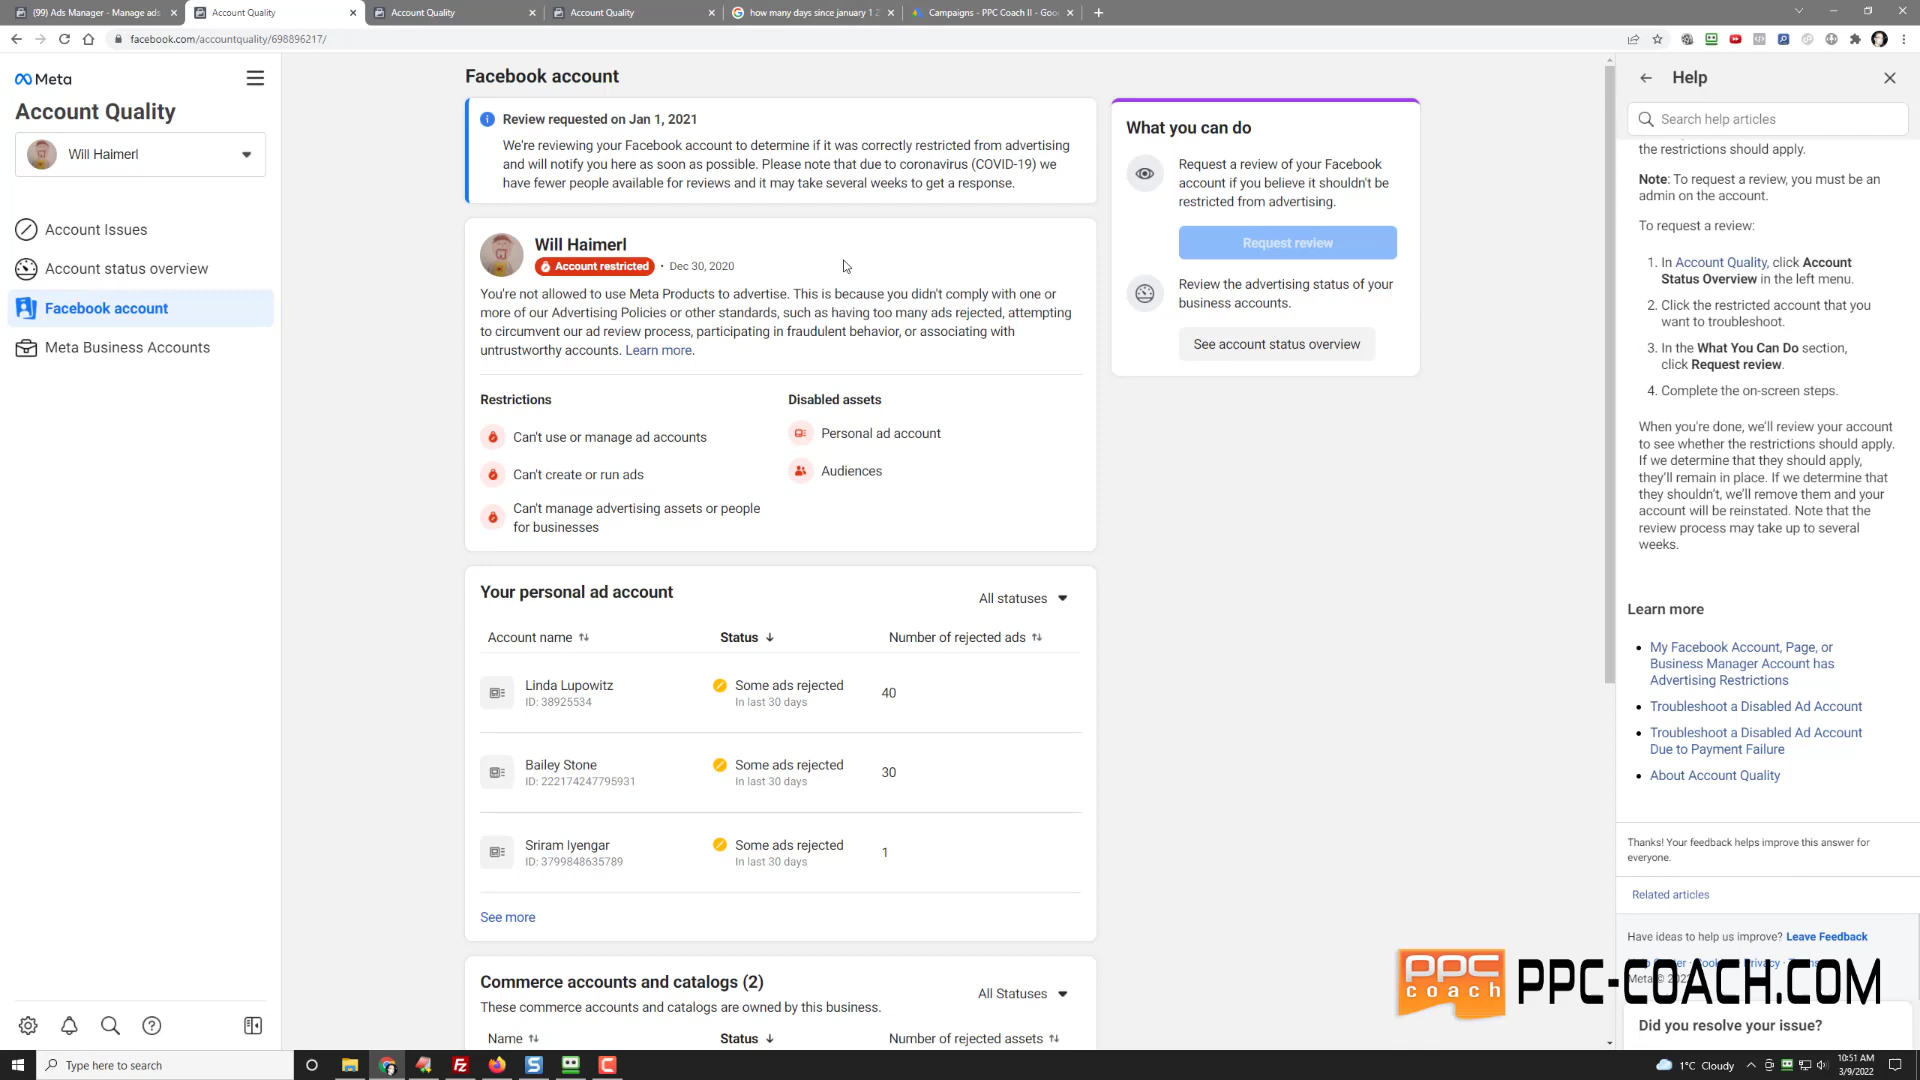 (99) Ads Manager - Manage ads
Account Quality
Account Quality
Account Quality
how many days since january 1 2
Campaigns - PPC Coach II - Goo
facebook.com/accountquality/698896217/
Meta
Account Quality
Will Haimerl
Account Issues
Account status overview
Facebook account
Meta Business Accounts
Facebook account
Review requested on Jan 1, 2021
We're reviewing your Facebook account to determine if it was correctly restricted from advertising
and will notify you here as soon as possible. Please note that due to coronavirus (COVID-19) we
have fewer people available for reviews and it may take several weeks to get a response.
Will Haimerl
Account restricted · Dec 30, 2020
You're not allowed to use Meta Products to advertise. This is because you didn't comply with one or
more of our Advertising Policies or other standards, such as having too many ads rejected, attempting
to circumvent our ad review process, participating in fraudulent behavior, or associating with
untrustworthy accounts. Learn more.
Restrictions
Can't use or manage ad accounts
Can't create or run ads
Can't manage advertising assets or people
for businesses
Disabled assets
Personal ad account
Audiences
Your personal ad account
All statuses
Account name Status Number of rejected ads
Linda Lupowitz Some ads rejected 40
ID: 38925534 In last 30 days
Bailey Stone Some ads rejected 30
ID: 222174247795931 In last 30 days
Sriram Iyengar Some ads rejected 1
ID: 3799848635789 In last 30 days
See more
Commerce accounts and catalogs (2)
All Statuses
These commerce accounts and catalogs are owned by this business.
Name Status Number of rejected assets
What you can do
Request a review of your Facebook
account if you believe it shouldn't be
restricted from advertising.
Request review
Review the advertising status of your
business accounts.
See account status overview
Help
Search help articles
the restrictions should apply.
Note: To request a review, you must be an
admin on the account.
To request a review:
1. In Account Quality, click Account
Status Overview in the left menu.
2. Click the restricted account that you
want to troubleshoot.
3. In the What You Can Do section,
click Request review.
4. Complete the on-screen steps.
When you're done, we'll review your account
to see whether the restrictions should apply.
If we determine that they should apply,
they'll remain in place. If we determine that
they shouldn't, we'll remove them and your
account will be reinstated. Note that the
review process may take up to several
weeks.
Learn more
My Facebook Account, Page, or
Business Manager Account has
Advertising Restrictions
Troubleshoot a Disabled Ad Account
Troubleshoot a Disabled Ad Account
Due to Payment Failure
About Account Quality
Thanks! Your feedback helps improve this answer for
everyone.
Related articles
Have ideas to help us improve? Leave Feedback
Meta ©
PPC
coach
PPC-COACH.COM
Did you resolve your issue?
Type here to search
1°C Cloudy
10:51 AM
3/9/2022